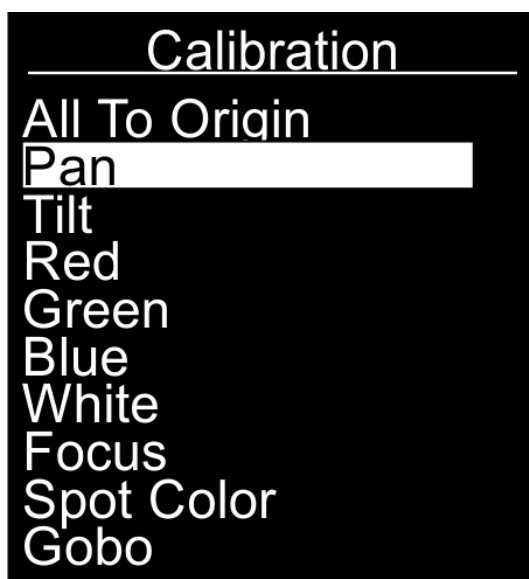 Calibration
All To Origin
Pan
Tilt
Red
Green
Blue
White
Focus
Spot Color
Gobo